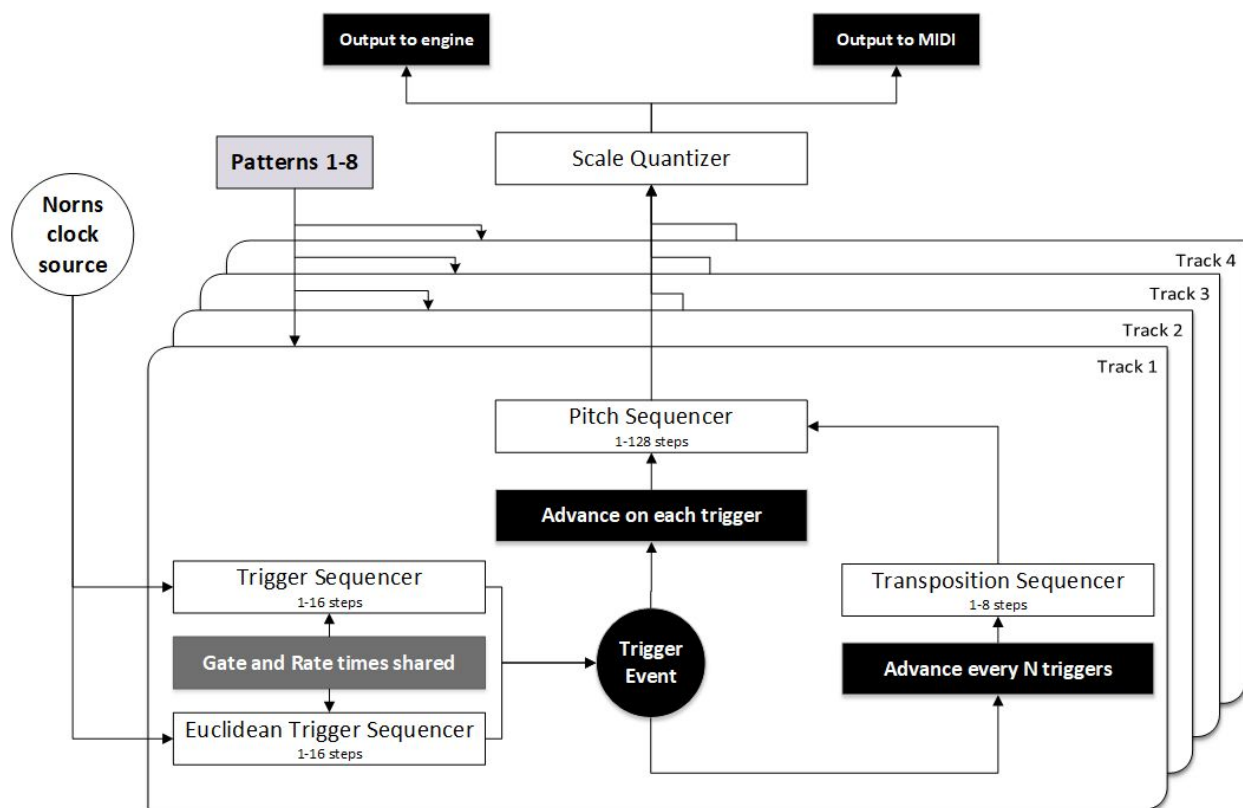 Output to engine
Output to MIDI
Patterns 1-8
Scale Quantizer
Norns
clock
source
Track 4
Track 3
Track 2
Track 1
Pitch Sequencer
1-128 steps
Advance on each trigger
Trigger Sequencer
1-16 steps
Transposition Sequencer
1-8 steps
Gate and Rate times shared
Trigger
Event
Advance every N triggers
Euclidean Trigger Sequencer
1-16 steps